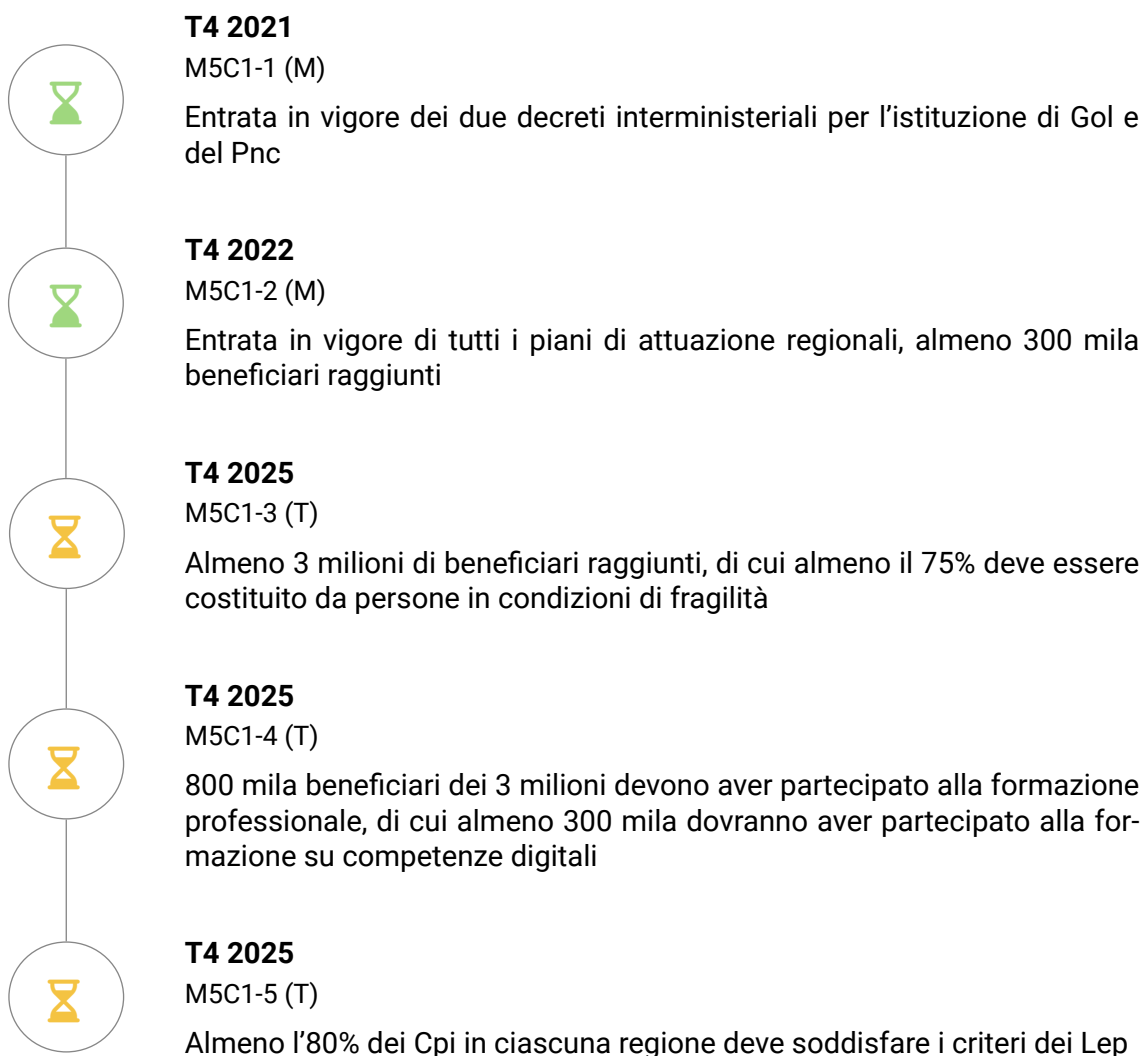 T4 2021
M5C1-1 (M)
Entrata in vigore dei due decreti interministeriali per l’istituzione di Gol e
del Pnc
T4 2022
M5C1-2 (M)
Entrata in vigore di tutti i piani di attuazione regionali, almeno 300 mila
beneficiari raggiunti
T4 2025
M5C1-3 (T)
Almeno 3 milioni di beneficiari raggiunti, di cui almeno il 75% deve essere
costituito da persone in condizioni di fragilità
T4 2025
M5C1-4 (T)
800 mila beneficiari dei 3 milioni devono aver partecipato alla formazione
professionale, di cui almeno 300 mila dovranno aver partecipato alla for-
mazione su competenze digitali
T4 2025
M5C1-5 (T)
Almeno l’80% dei Cpi in ciascuna regione deve soddisfare i criteri dei Lep